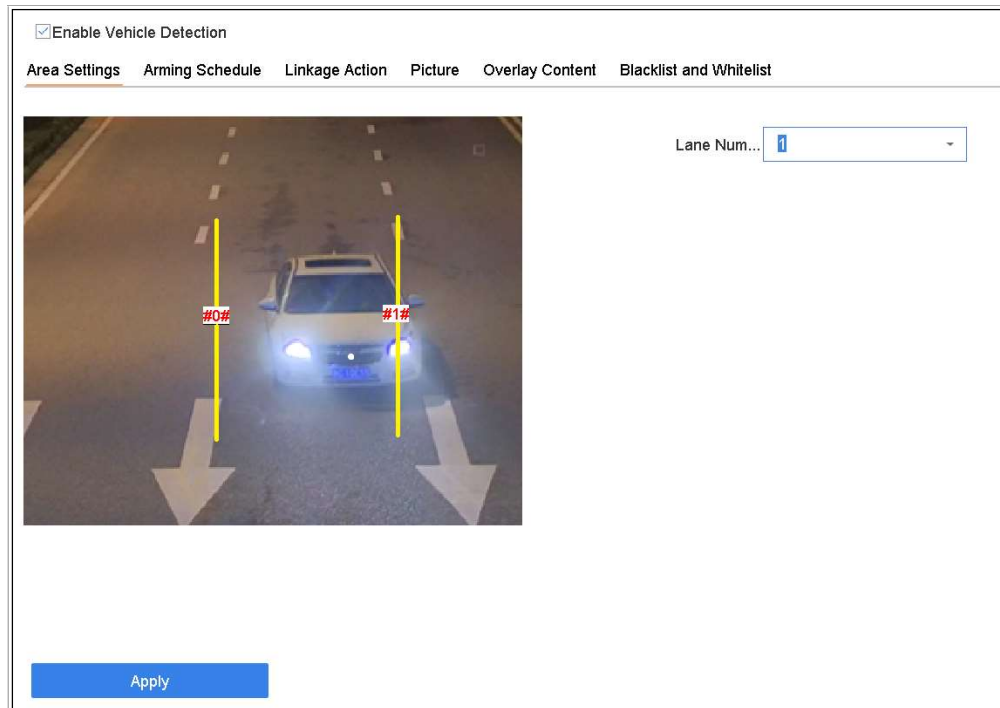 Enable Vehicle Detection
Area Settings Arming Schedule Linkage Action Picture Overlay Content Blacklist and Whitelist
Lane Num... 1
#0# #1#
Apply